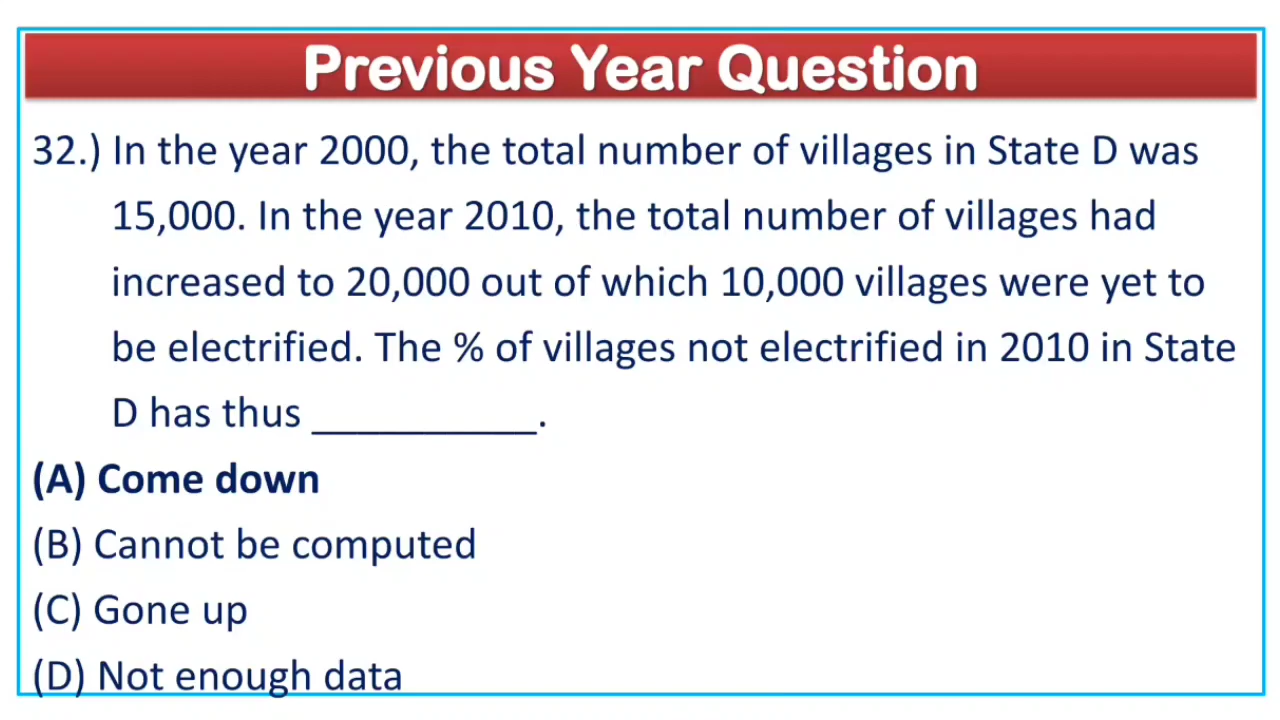 Previous Year Question
32.) In the year 2000, the total number of villages in State D was
15,000. In the year 2010, the total number of villages had
increased to 20,000 out of which 10,000 villages were yet to
be electrified. The % of villages not electrified in 2010 in State
D has thus __________.
(A) Come down
(B) Cannot be computed
(C) Gone up
(D) Not enough data